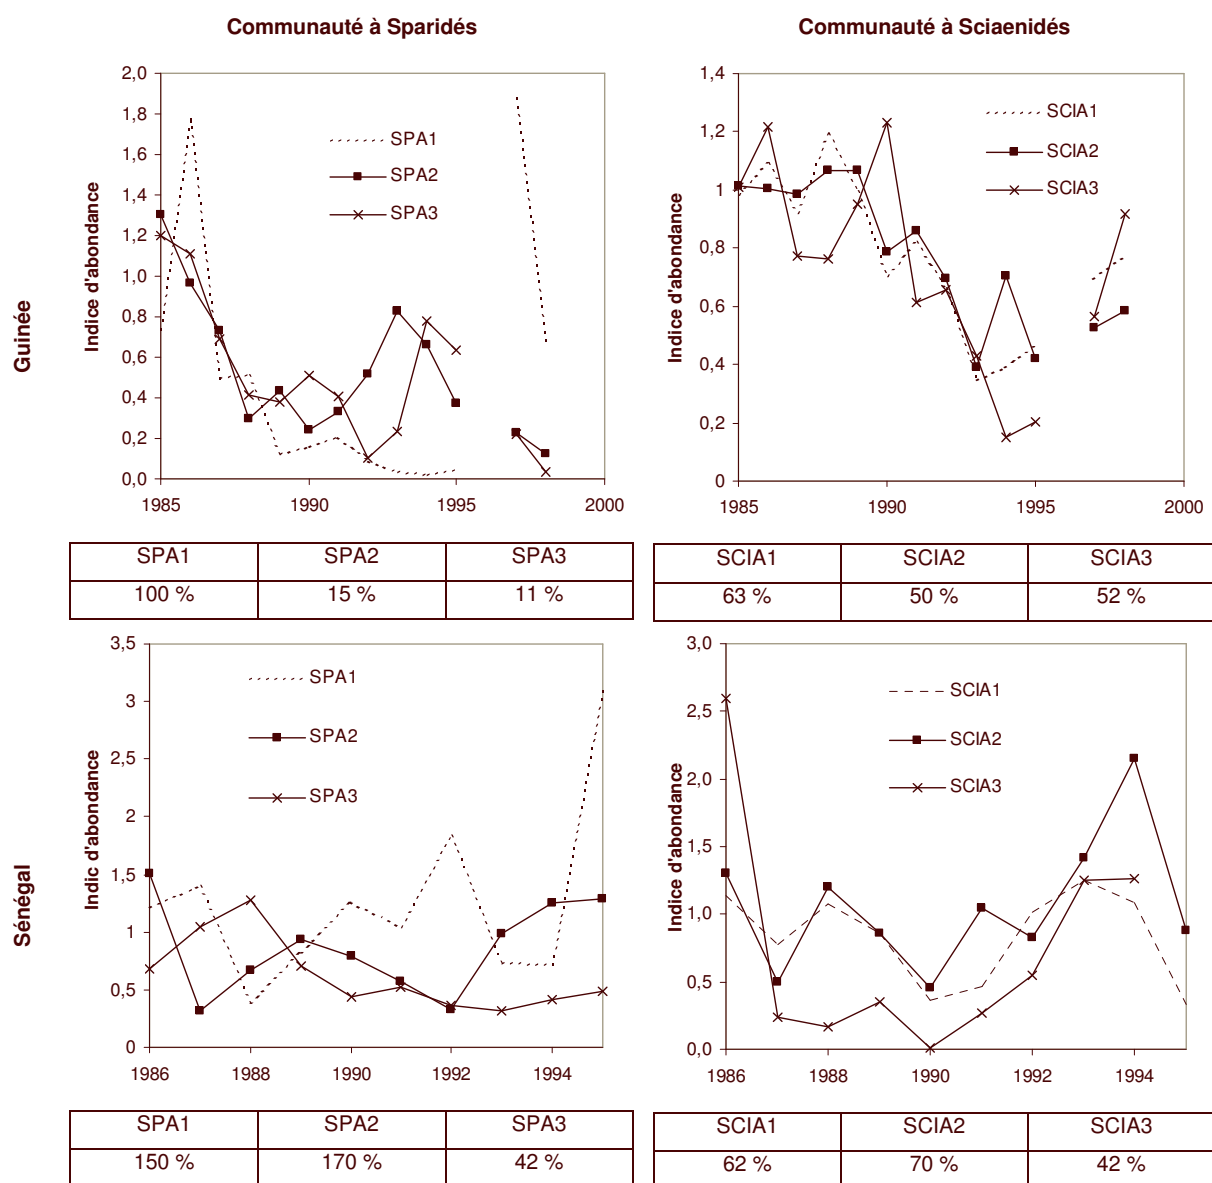 Communauté à Sparidés
Communauté à Sciaenidés
Guinée
Indice d'abondance
2,0
1,8
1,6
1,4
1,2
1,0
0,8
0,6
0,4
0,2
0,0
1985
1990
1995
2000
SPA1
SPA2
SPA3
Indice d'abondance
1,4
1,2
1
0,8
0,6
0,4
0,2
0
1985
1990
1995
2000
SCIA1
SCIA2
SCIA3
SPA1 SPA2 SPA3
100 % 15 % 11 %
SCIA1 SCIA2 SCIA3
63 % 50 % 52 %
Sénégal
Indic d'abondance
3,5
3
2,5
2
1,5
1
0,5
0
1986
1988
1990
1992
1994
SPA1
SPA2
SPA3
Indice d'abondance
3,0
2,5
2,0
1,5
1,0
0,5
0,0
1986
1988
1990
1992
1994
SCIA1
SCIA2
SCIA3
SPA1 SPA2 SPA3
150 % 170 % 42 %
SCIA1 SCIA2 SCIA3
62 % 70 % 42 %